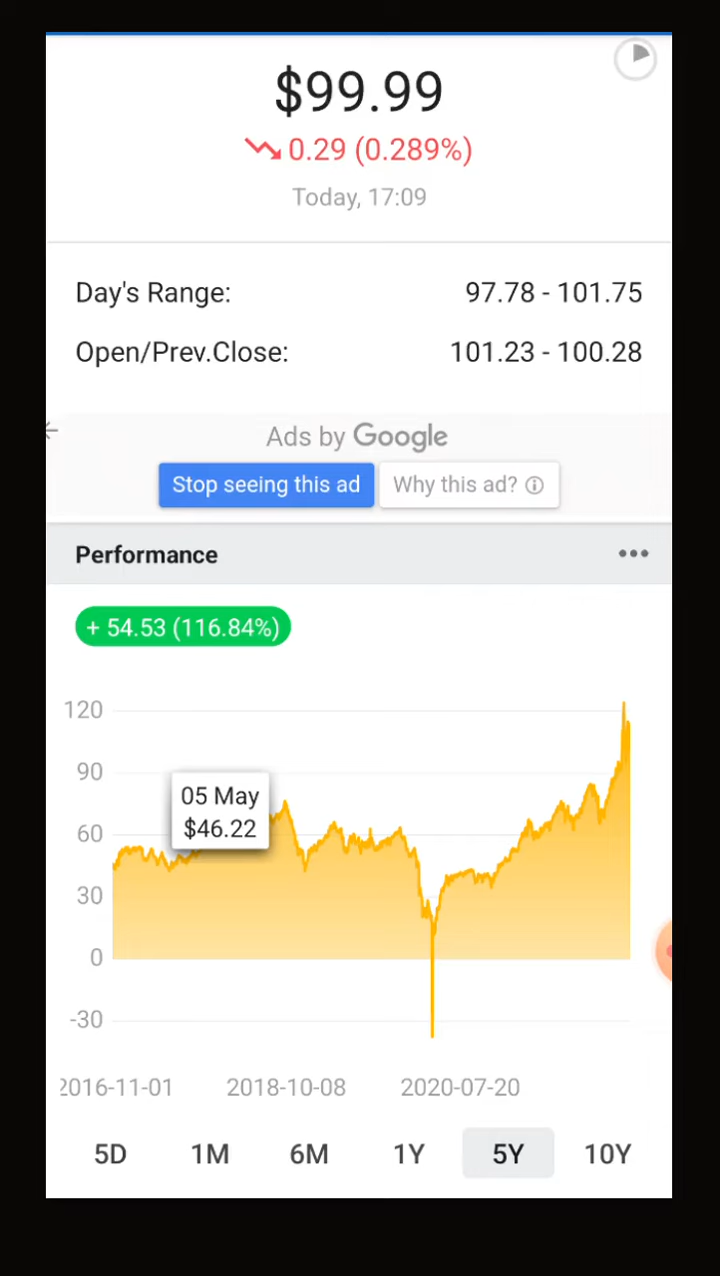 $99.99
0.29 (0.289%)
Today, 17:09
Day's Range: 97.78 - 101.75
Open/Prev.Close: 101.23 - 100.28
Ads by Google
Stop seeing this ad Why this ad?
Performance
+ 54.53 (116.84%)
120
90
05 May
$46.22
60
30
0
-30
2016-11-01 2018-10-08 2020-07-20
5D 1M 6M 1Y 5Y 10Y